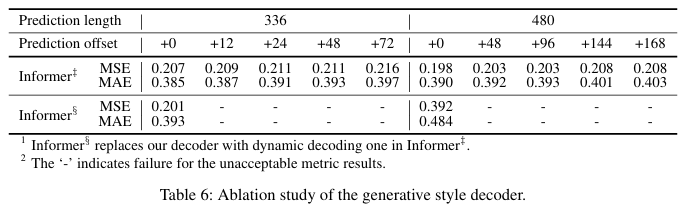 Prediction length 336 480
Prediction offset +0 +12 +24 +48 +72 +0 +48 +96 +144 +168
Informer‡ MSE 0.207 0.209 0.211 0.211 0.216 0.198 0.203 0.203 0.208 0.208
MAE 0.385 0.387 0.391 0.393 0.397 0.390 0.392 0.393 0.401 0.403
Informer§ MSE 0.201 - - - - 0.392 - - - -
MAE 0.393 - - - - 0.484 - - - -
1 Informer§ replaces our decoder with dynamic decoding one in Informer‡.
2 The ‘-’ indicates failure for the unacceptable metric results.
Table 6: Ablation study of the generative style decoder.